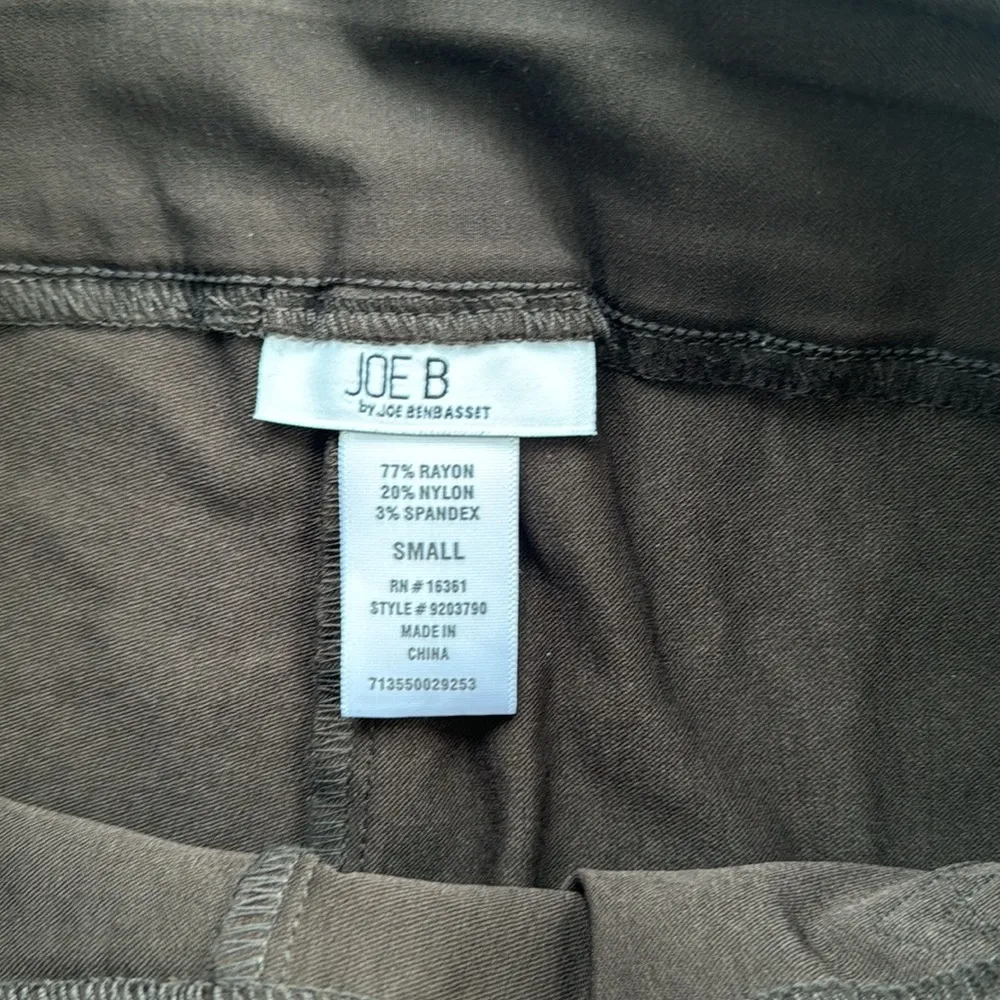 JOE B
by JOE BENBASSET
77% RAYON
20% NYLON
3% SPANDEX
SMALL
RN # 16361
STYLE # 9203790
MADE IN
CHINA
713550029253